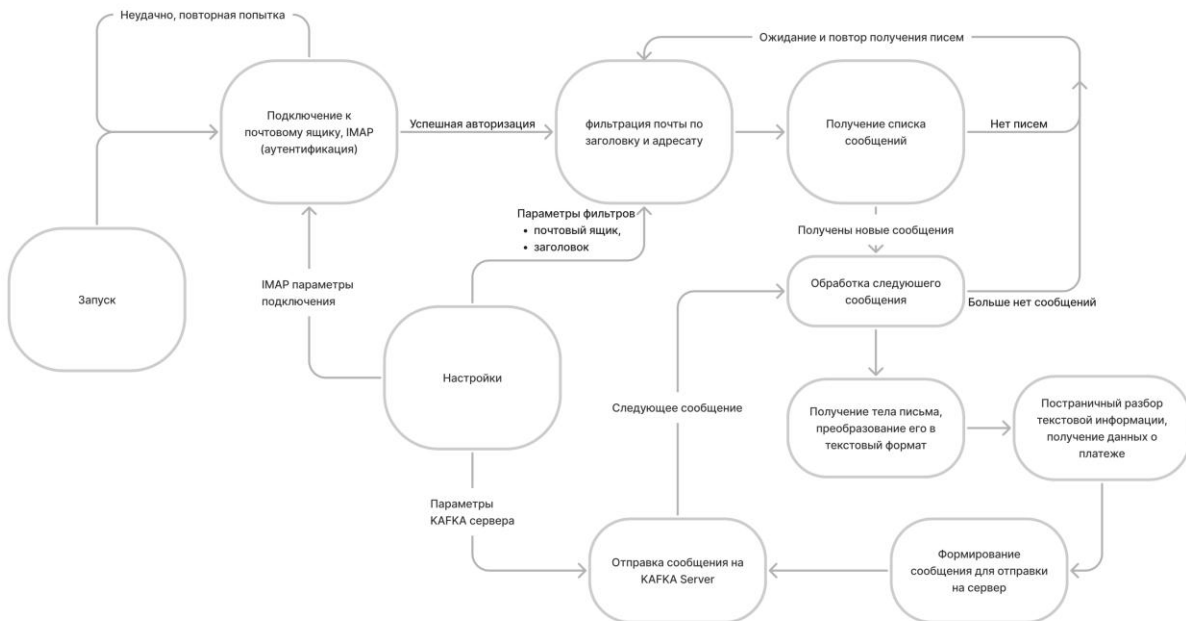 Неудачно, повторная попытка
Ожидание и повтор получения писем
Подключение к
почтовому ящику, IMAP
(аутентификация)
Успешная авторизация
фильтрация почты по
заголовку и адресату
Получение списка
сообщений
Нет писем
Параметры фильтров
• почтовый ящик,
• заголовок
Получены новые сообщения
Запуск
IMAP параметры
подключения
Обработка следуюшего
сообщения
Больше нет сообщений
Настройки
Следующее сообщение
Получение тела письма,
преобразование его в
текстовый формат
Постраничный разбор
текстовой информации,
получение данных о
платеже
Параметры
KAFKA сервера
Отправка сообщения на
KAFKA Server
Формирование
сообщения для отправки
на сервер